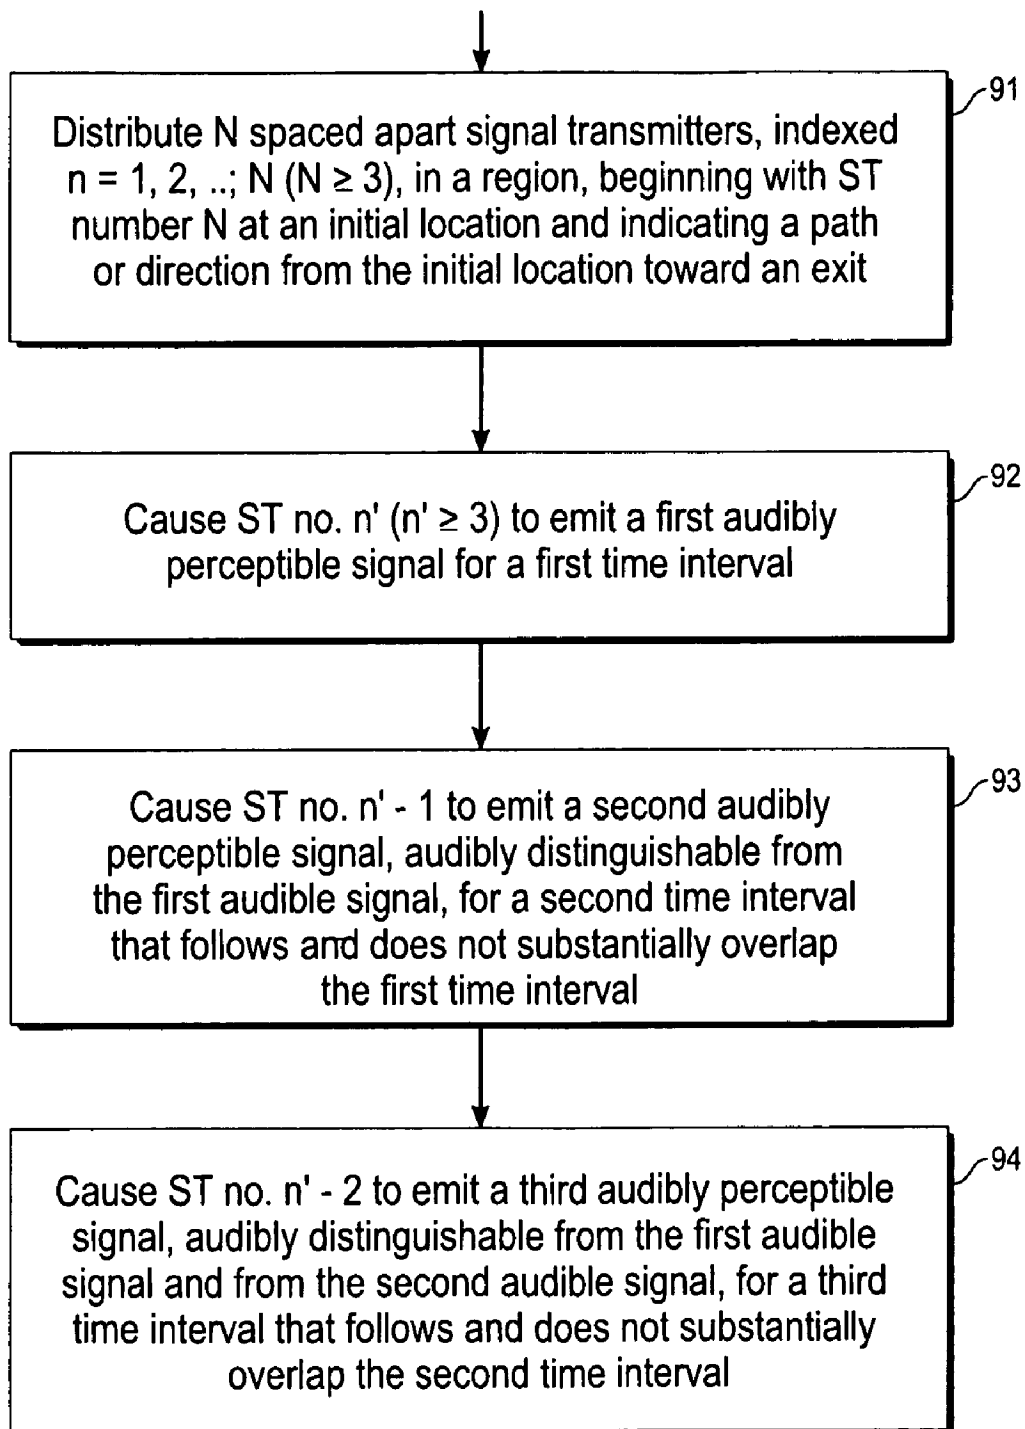 91
Distribute N spaced apart signal transmitters, indexed
n = 1, 2, ..; N (N ≥ 3), in a region, beginning with ST
number N at an initial location and indicating a path
or direction from the initial location toward an exit
92
Cause ST no. n' (n' ≥ 3) to emit a first audibly
perceptible signal for a first time interval
93
Cause ST no. n' - 1 to emit a second audibly
perceptible signal, audibly distinguishable from
the first audible signal, for a second time interval
that follows and does not substantially overlap
the first time interval
94
Cause ST no. n' - 2 to emit a third audibly perceptible
signal, audibly distinguishable from the first audible
signal and from the second audible signal, for a third
time interval that follows and does not substantially
overlap the second time interval